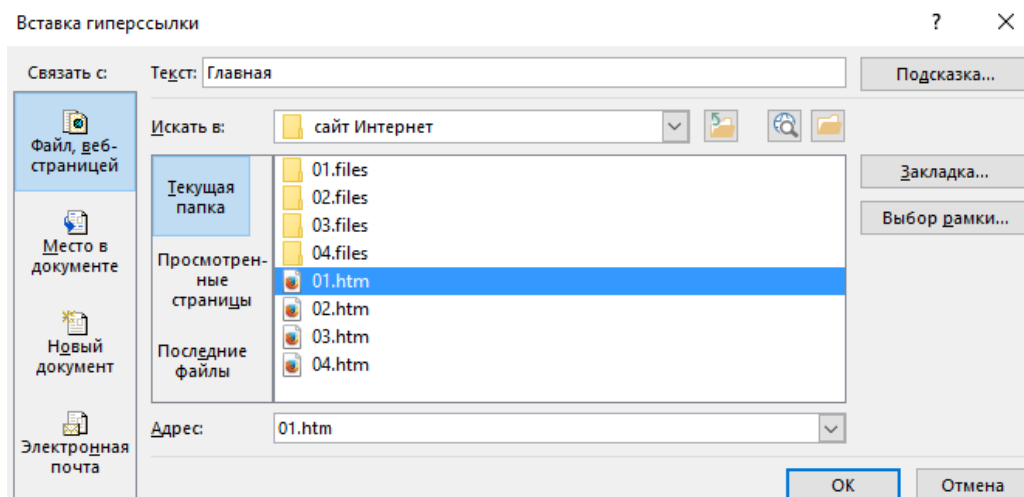 Вставка гиперссылки
?
Связать с:
Текст:
Главная
Подсказка...
Файл, веб-
страницей
Искать в:
сайт Интернет
Текущая
папка
01.files
02.files
03.files
04.files
01.htm
02.htm
03.htm
04.htm
Закладка...
Выбор рамки...
Место в
документе
Просмотрен-
ные
страницы
Новый
документ
Последние
файлы
Электронная
почта
Адрес:
01.htm
ОК
Отмена